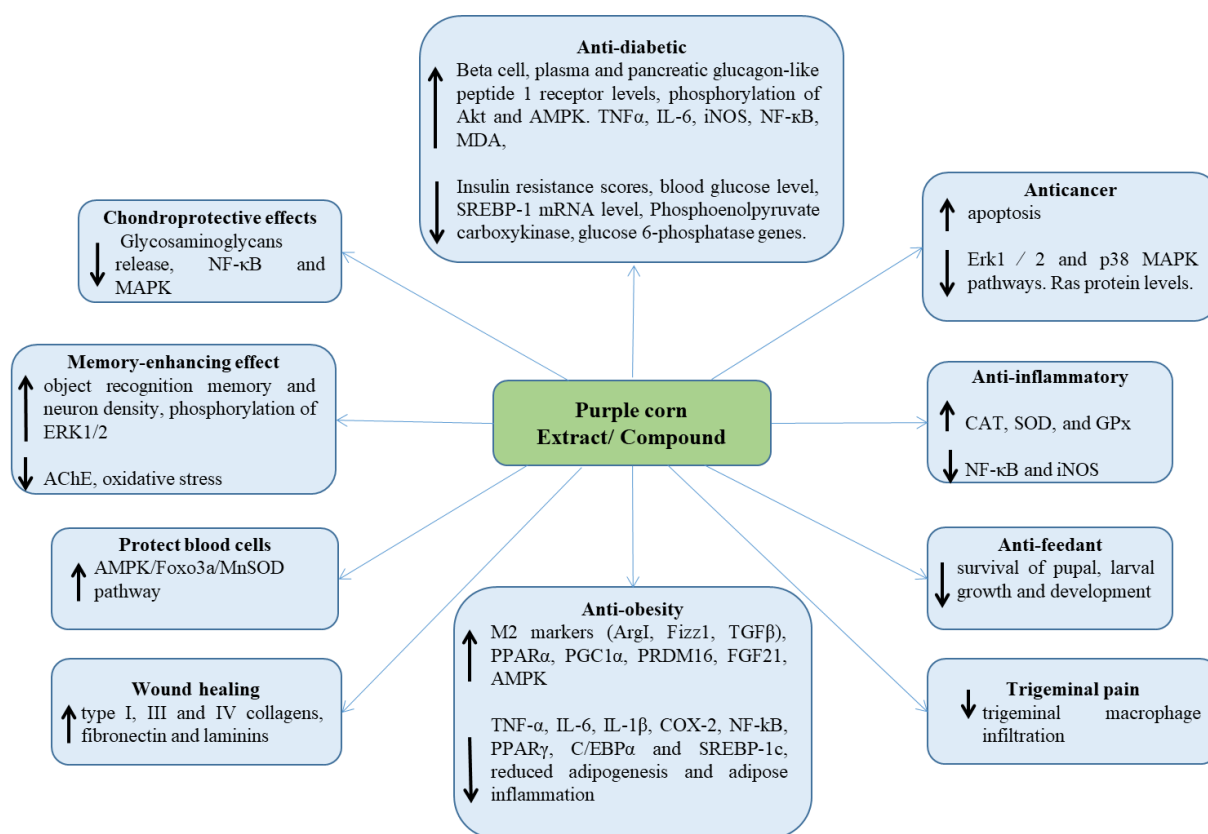 Anti-diabetic
Beta cell, plasma and pancreatic glucagon-like
peptide 1 receptor levels, phosphorylation of
Akt and AMPK. TNFα, IL-6, iNOS, NF-κB,
MDA,
Insulin resistance scores, blood glucose level,
SREBP-1 mRNA level, Phosphoenolpyruvate
carboxykinase, glucose 6-phosphatase genes.
Chondroprotective effects
Glycosaminoglycans
release, NF-κB and
MAPK
Anticancer
apoptosis
Erk1 / 2 and p38 MAPK
pathways. Ras protein levels.
Memory-enhancing effect
object recognition memory and
neuron density, phosphorylation of
ERK1/2
AChE, oxidative stress
Purple corn
Extract/ Compound
Anti-inflammatory
CAT, SOD, and GPx
NF-κB and iNOS
Protect blood cells
AMPK/Foxo3a/MnSOD
pathway
Anti-feedant
survival of pupal, larval
growth and development
Wound healing
type I, III and IV collagens,
fibronectin and laminins
Anti-obesity
M2 markers (ArgI, Fizz1, TGFβ),
PPARα, PGC1α, PRDM16, FGF21,
AMPK
TNF-α, IL-6, IL-1β, COX-2, NF-kB,
PPARγ, C/EBPα and SREBP-1c,
reduced adipogenesis and adipose
inflammation
Trigeminal pain
trigeminal macrophage
infiltration